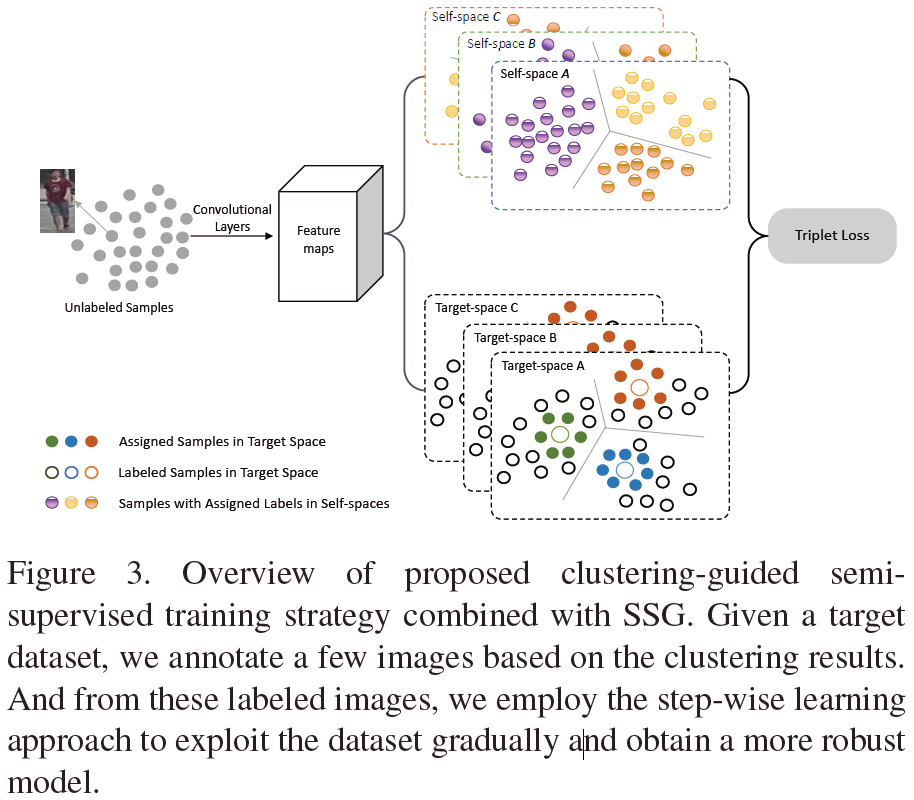 Self-space C
Self-space B
Self-space A
Convolutional
Layers
Feature
maps
Triplet Loss
Unlabeled Samples
Target-space C
Target-space B
Target-space A
Assigned Samples in Target Space
Labeled Samples in Target Space
Samples with Assigned Labels in Self-spaces
Figure 3. Overview of proposed clustering-guided semi-
supervised training strategy combined with SSG. Given a target
dataset, we annotate a few images based on the clustering results.
And from these labeled images, we employ the step-wise learning
approach to exploit the dataset gradually and obtain a more robust
model.